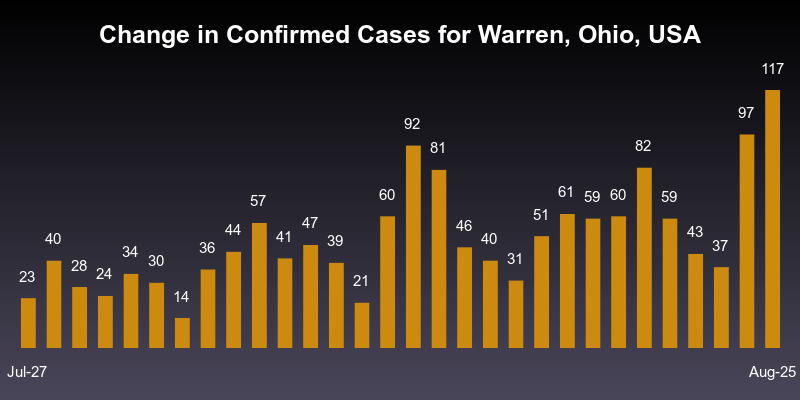 Change in Confirmed Cases for Warren, Ohio, USA
23 40 28 24 34 30 14 36 44 57 41 47 39 21 60 92 81 46 40 31 51 61 59 60 82 59 43 37 97 117
Jul-27 Aug-25